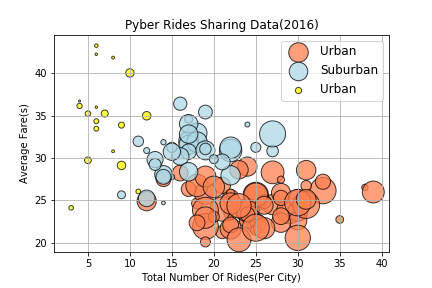 Pyber Rides Sharing Data(2016)
Urban
Suburban
Urban
Average Fare(s)
40
35
30
25
20
5 10 15 20 25 30 35 40
Total Number Of Rides(Per City)